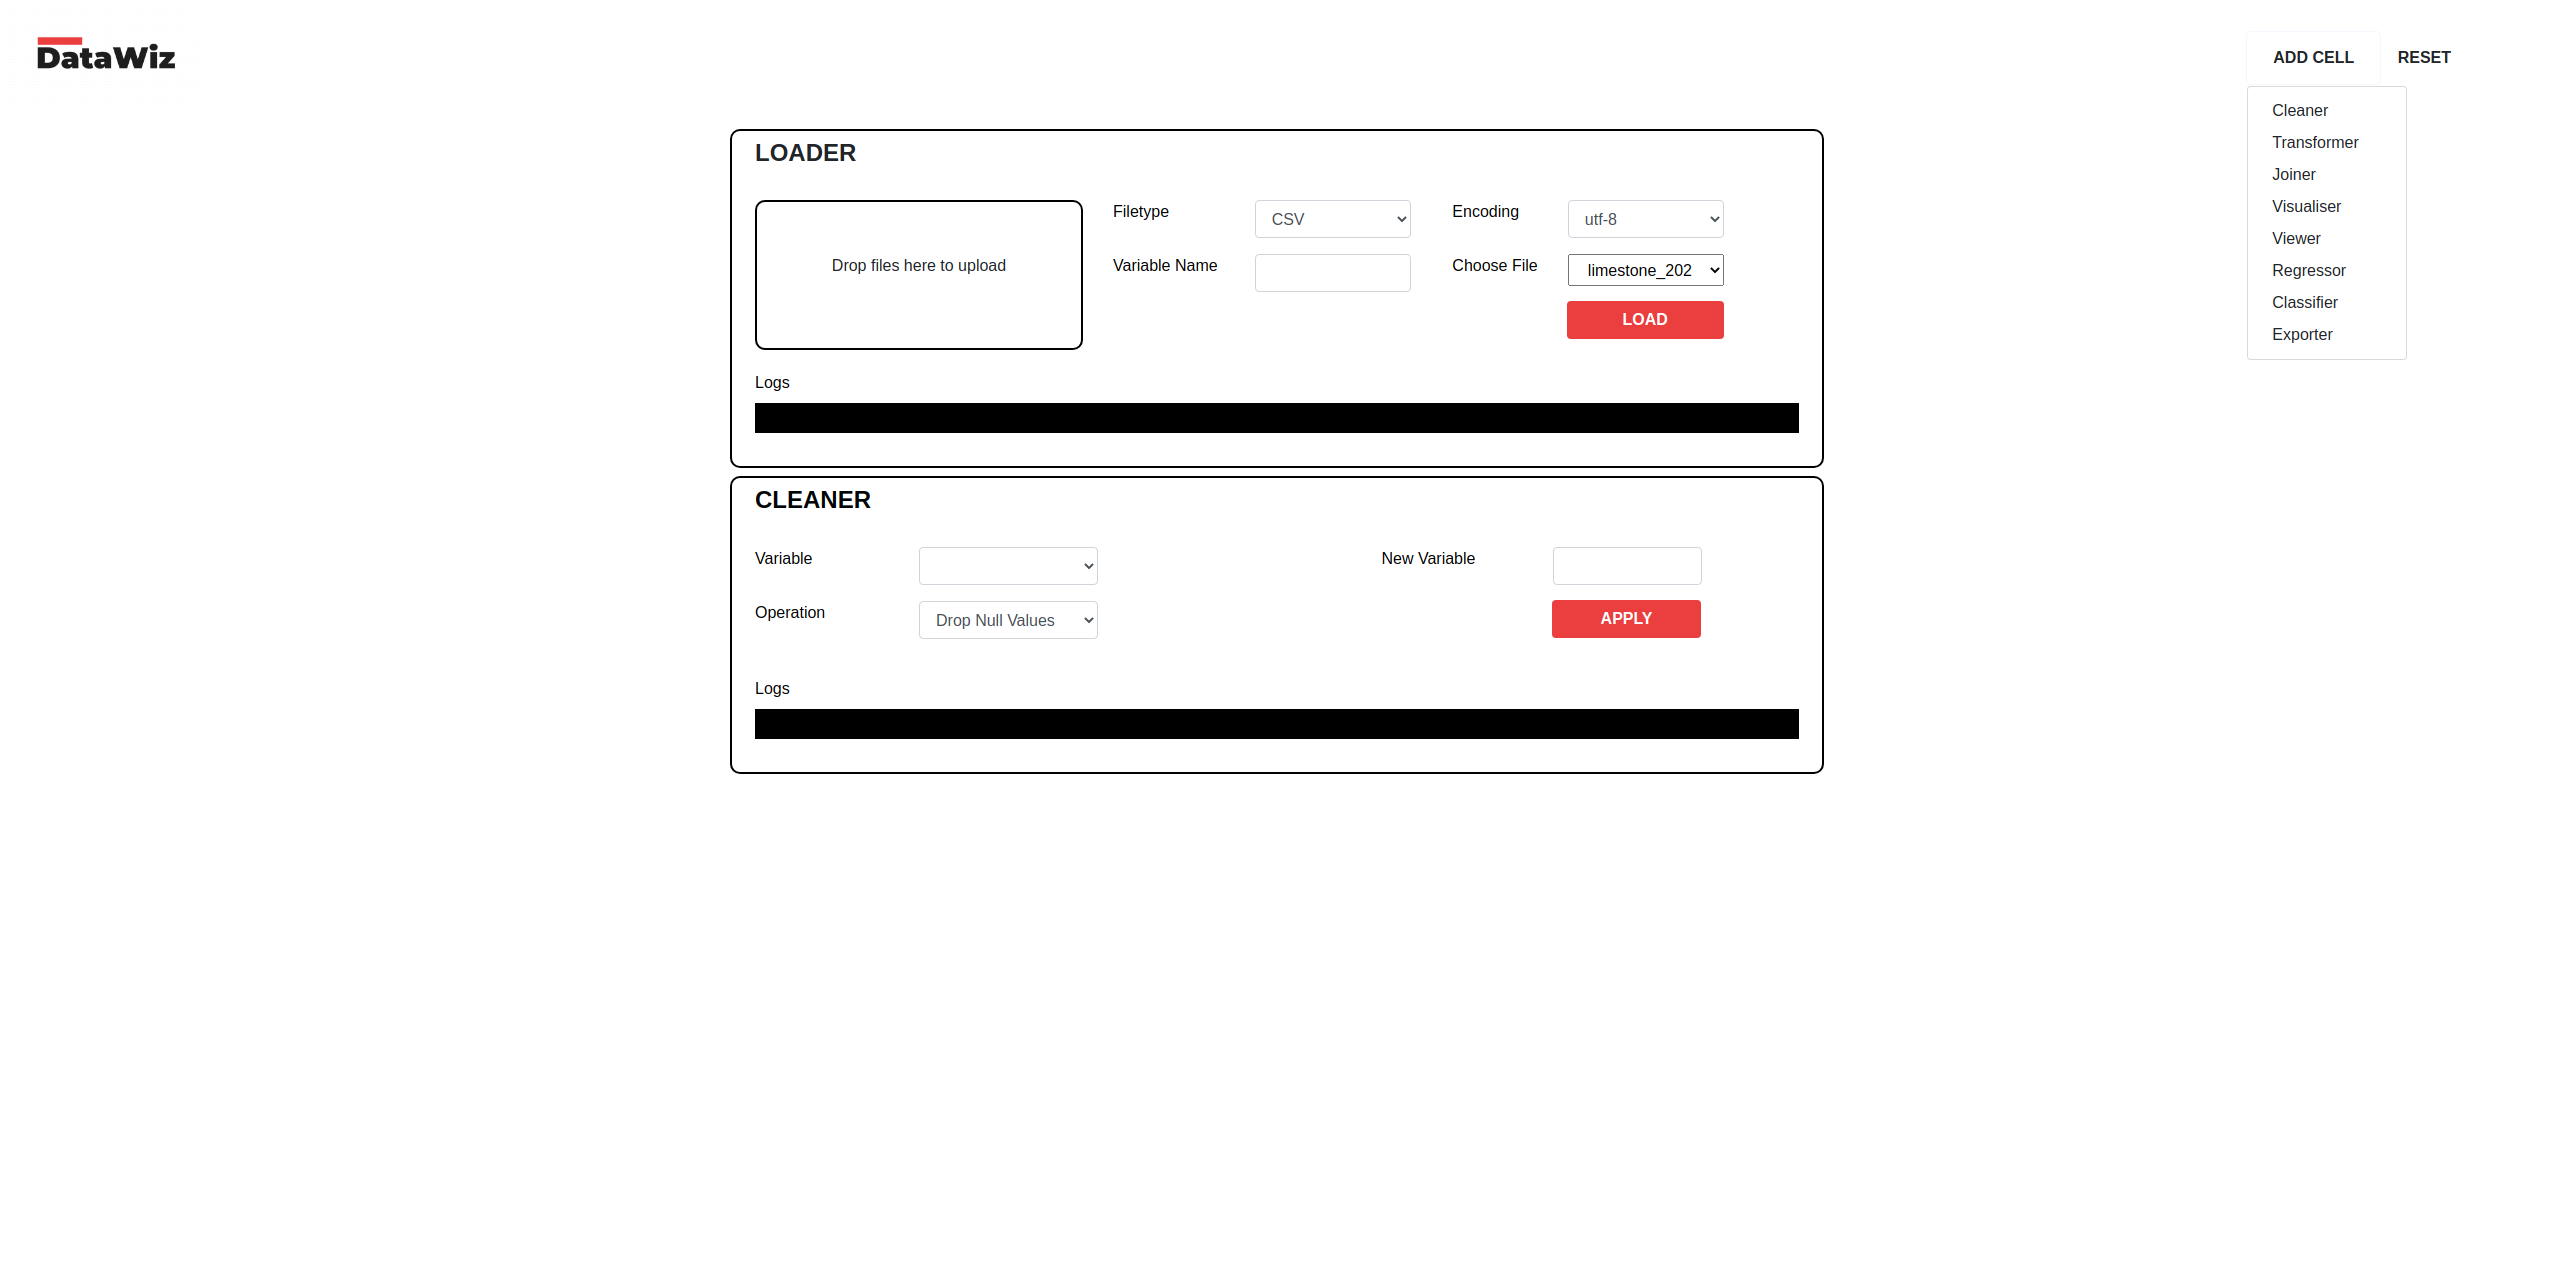 DataWiz
ADD CELL
RESET
Cleaner
Transformer
Joiner
Visualiser
Viewer
Regressor
Classifier
Exporter
LOADER
Drop files here to upload
Filetype
CSV
Encoding
utf-8
Variable Name
Choose File
limestone_202
LOAD
Logs
CLEANER
Variable
New Variable
Operation
Drop Null Values
APPLY
Logs